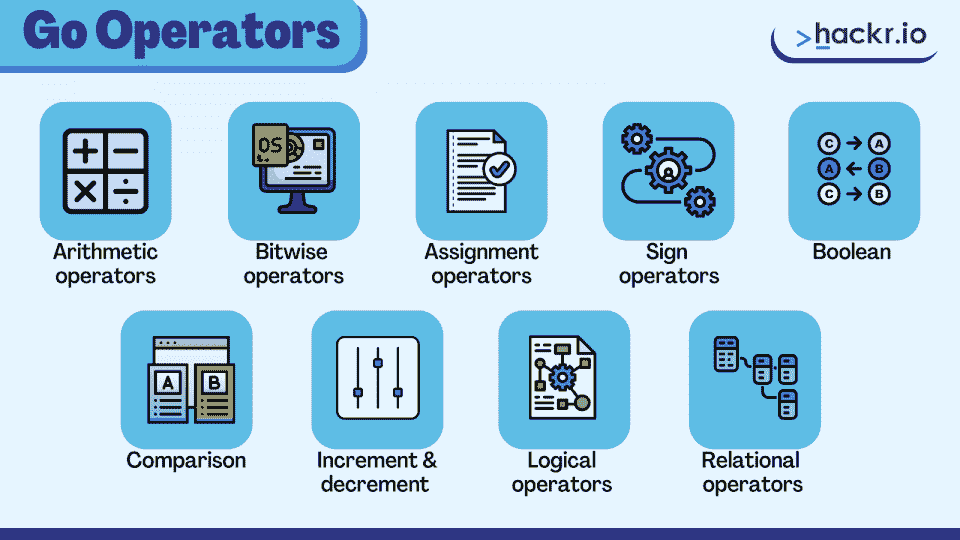 Go Operators
>hackr.io
OS
C A
A B
C B
Arithmetic
operators
Bitwise
operators
Assignment
operators
Sign
operators
Boolean
A B
Comparison
Increment &
decrement
Logical
operators
Relational
operators